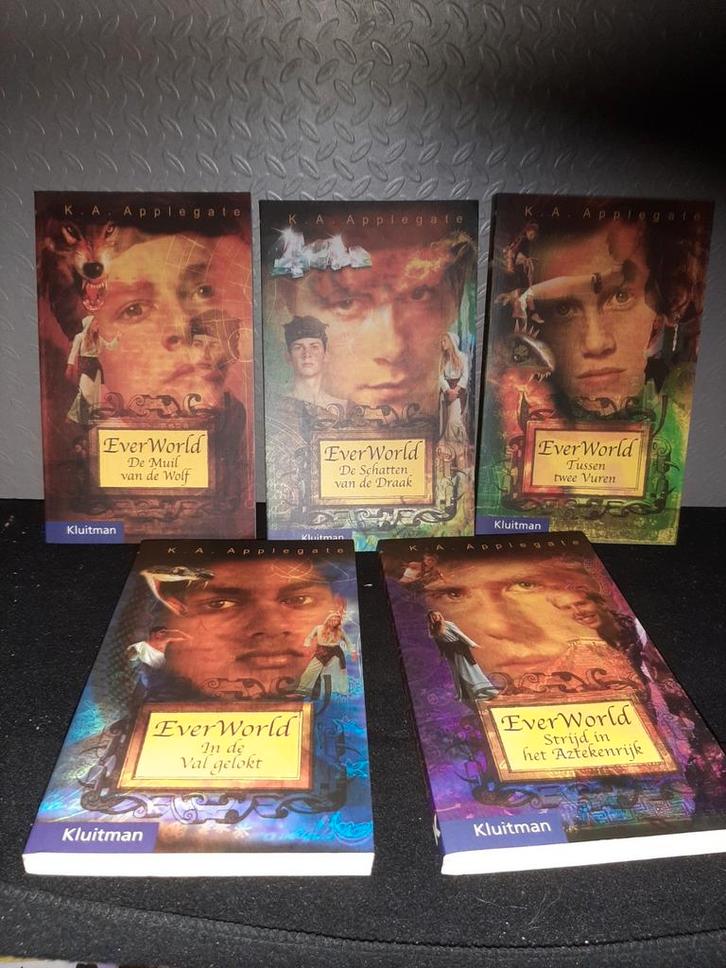 K.A. Applegate
EverWorld
De Muil
van de Wolf
Kluitman
K.A. Applegate
EverWorld
De Schatten
van de Draak
Kluitman
K.A. Applegate
EverWorld
Tussen
twee Vuren
Kluitman
K.A. Applegate
EverWorld
In de
Val gelokt
Kluitman
K.A. Applegate
EverWorld
Strijd in
het Aztekenrijk
Kluitman